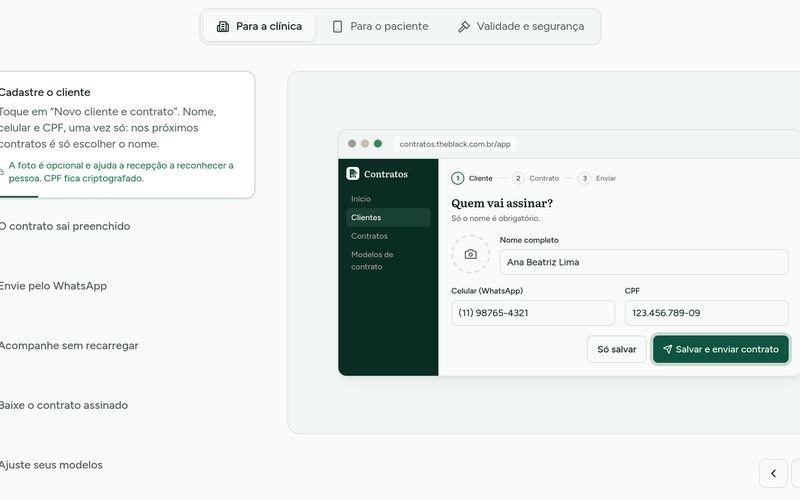 Para a clínica
Para o paciente
Validade e segurança
Cadastre o cliente
Toque em “Novo cliente e contrato”. Nome,
celular e CPF, uma vez só: nos próximos
contratos é só escolher o nome.
A foto é opcional e ajuda a recepção a reconhecer a
pessoa. CPF fica criptografado.
O contrato sai preenchido
Envie pelo WhatsApp
Acompanhe sem recarregar
Baixe o contrato assinado
Ajuste seus modelos
contratos.theblack.com.br/app
Contratos
Início
Clientes
Contratos
Modelos de
contrato
1 Cliente
2 Contrato
3 Enviar
Quem vai assinar?
Só o nome é obrigatório.
Nome completo
Ana Beatriz Lima
Celular (WhatsApp)
CPF
(11) 98765-4321
123.456.789-09
Só salvar
Salvar e enviar contrato